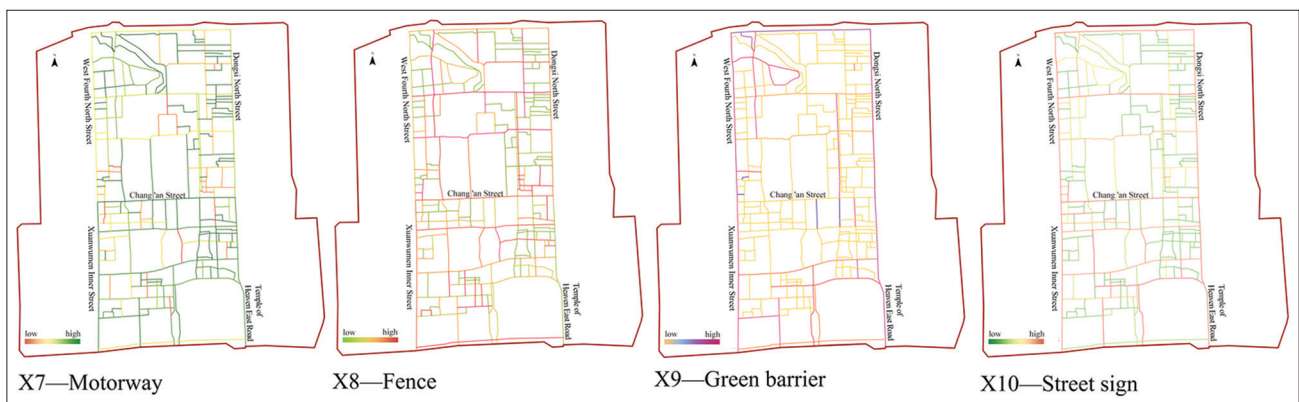 West Fourth North Street
Dongsi North Street
Chang 'an Street
Xuanwumen Inner Street
Temple of
Heaven East Road
low high
X7—Motorway
West Fourth North Street
Dongsi North Street
Chang 'an Street
Xuanwumen Inner Street
Temple of
Heaven East Road
low high
X8—Fence
West Fourth North Street
Dongsi North Street
Chang 'an Street
Xuanwumen Inner Street
Temple of
Heaven East Road
low high
X9—Green barrier
West Fourth North Street
Dongsi North Street
Chang 'an Street
Xuanwumen Inner Street
Temple of
Heaven East Road
low high
X10—Street sign